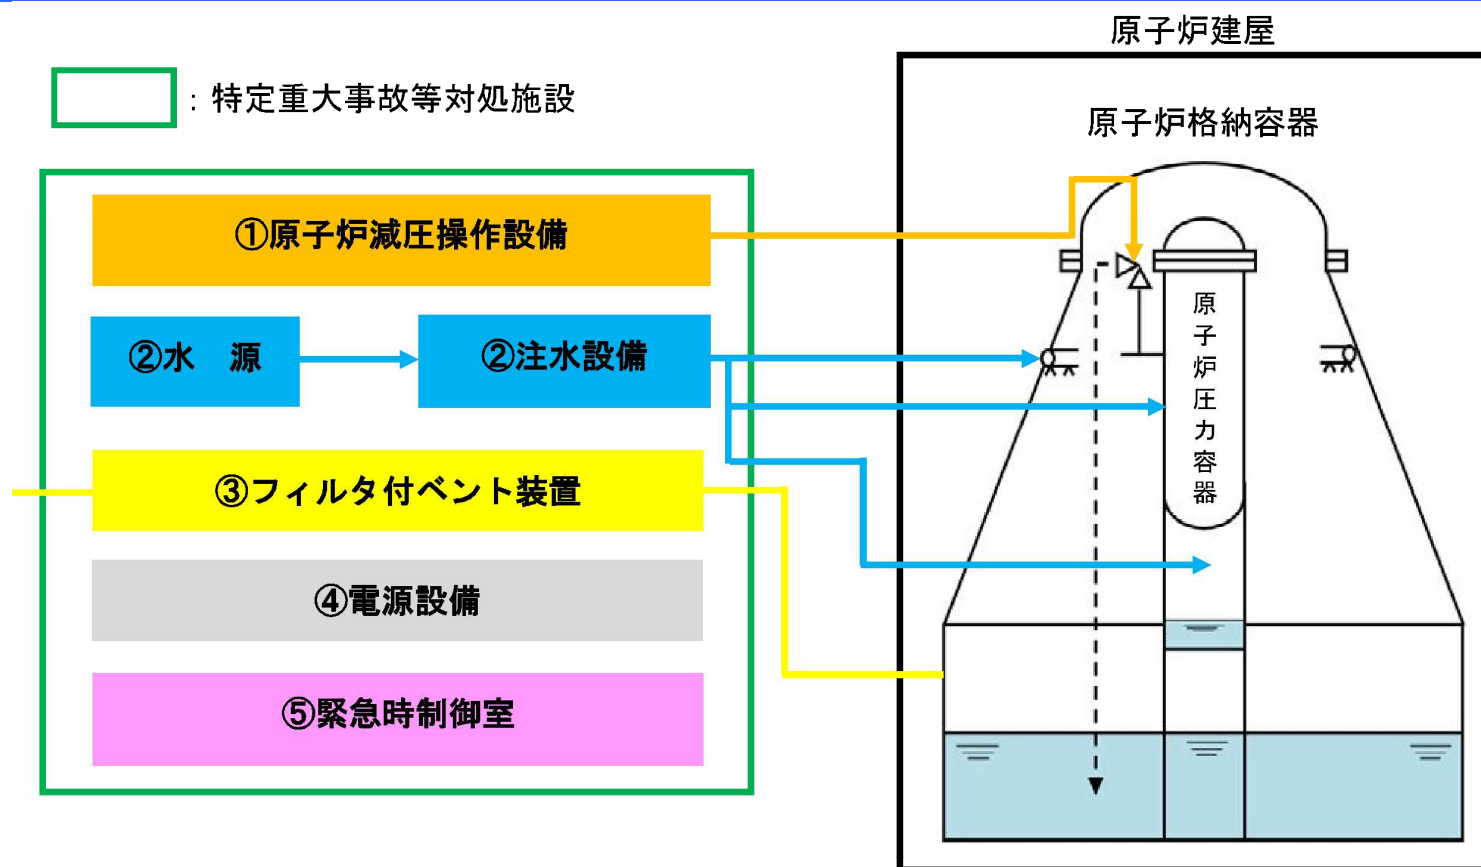 原子炉建屋
：特定重大事故等対処施設
原子炉格納容器
①原子炉減圧操作設備
②水　源
②注水設備
原子炉圧力容器
③フィルタ付ベント装置
④電源設備
⑤緊急時制御室